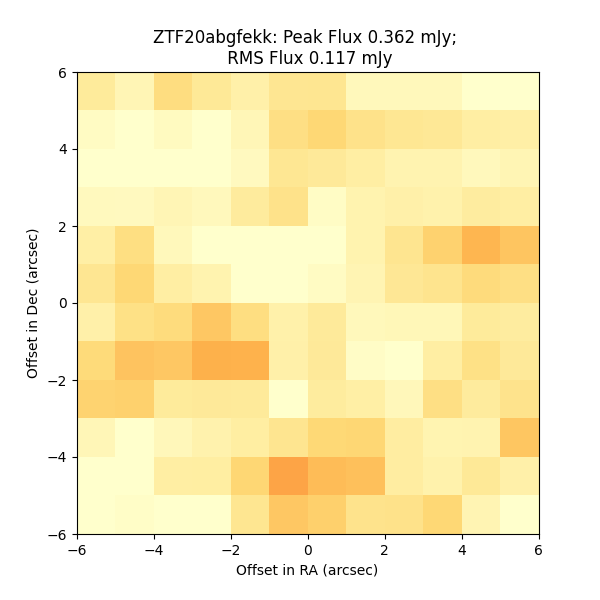 ZTF20abgfekk: Peak Flux 0.362 mJy;
RMS Flux 0.117 mJy
6
4
2
0
−2
−4
−6
Offset in Dec (arcsec)
−6 −4 −2 0 2 4 6
Offset in RA (arcsec)